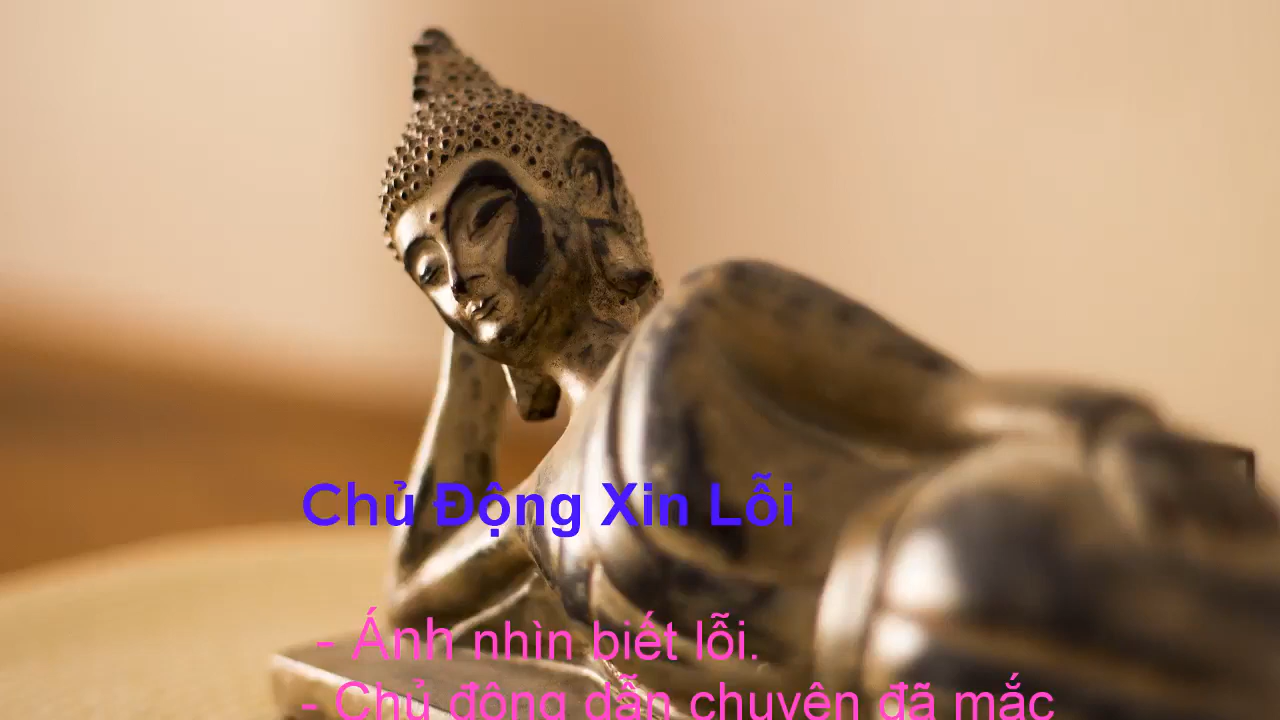 Chủ Động Xin Lỗi
- Ánh nhìn biết lỗi.
- Chủ động dẫn chuyện đã mắc